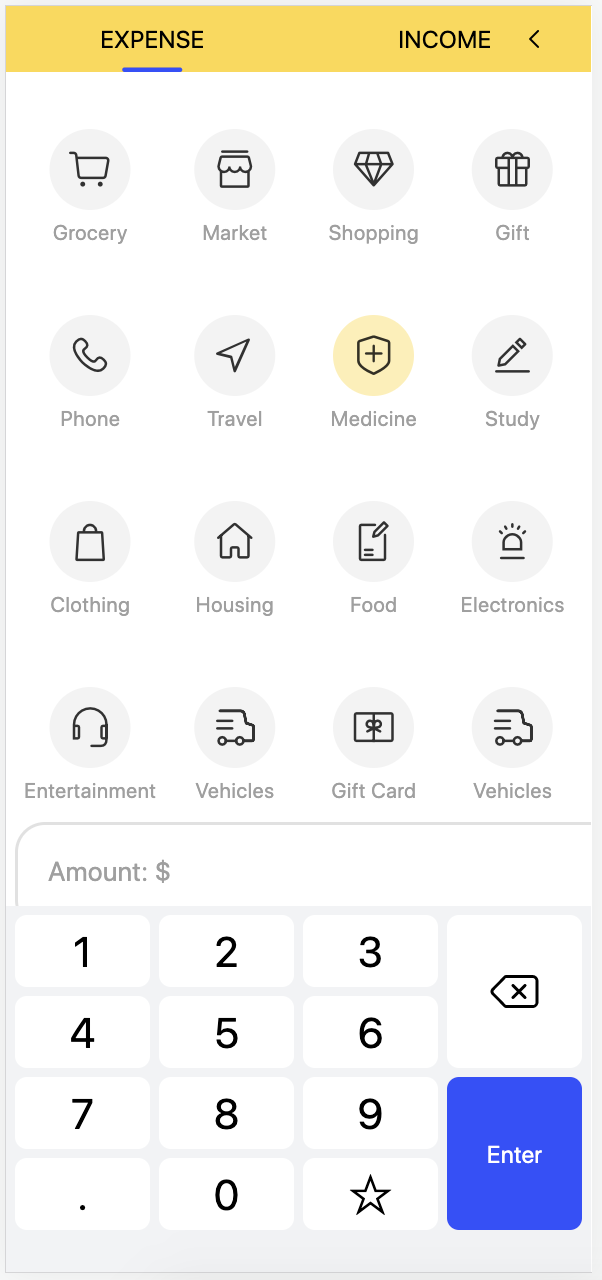 EXPENSE INCOME
Grocery Market Shopping Gift
Phone Travel Medicine Study
Clothing Housing Food Electronics
Entertainment Vehicles Gift Card Vehicles
Amount: $
1 2 3
4 5 6
7 8 9
Enter
. 0